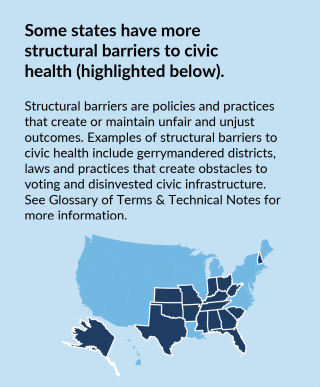 Some states have more
structural barriers to civic
health (highlighted below).
Structural barriers are policies and practices
that create or maintain unfair and unjust
outcomes. Examples of structural barriers to
civic health include gerrymandered districts,
laws and practices that create obstacles to
voting and disinvested civic infrastructure.
See Glossary of Terms & Technical Notes for
more information.